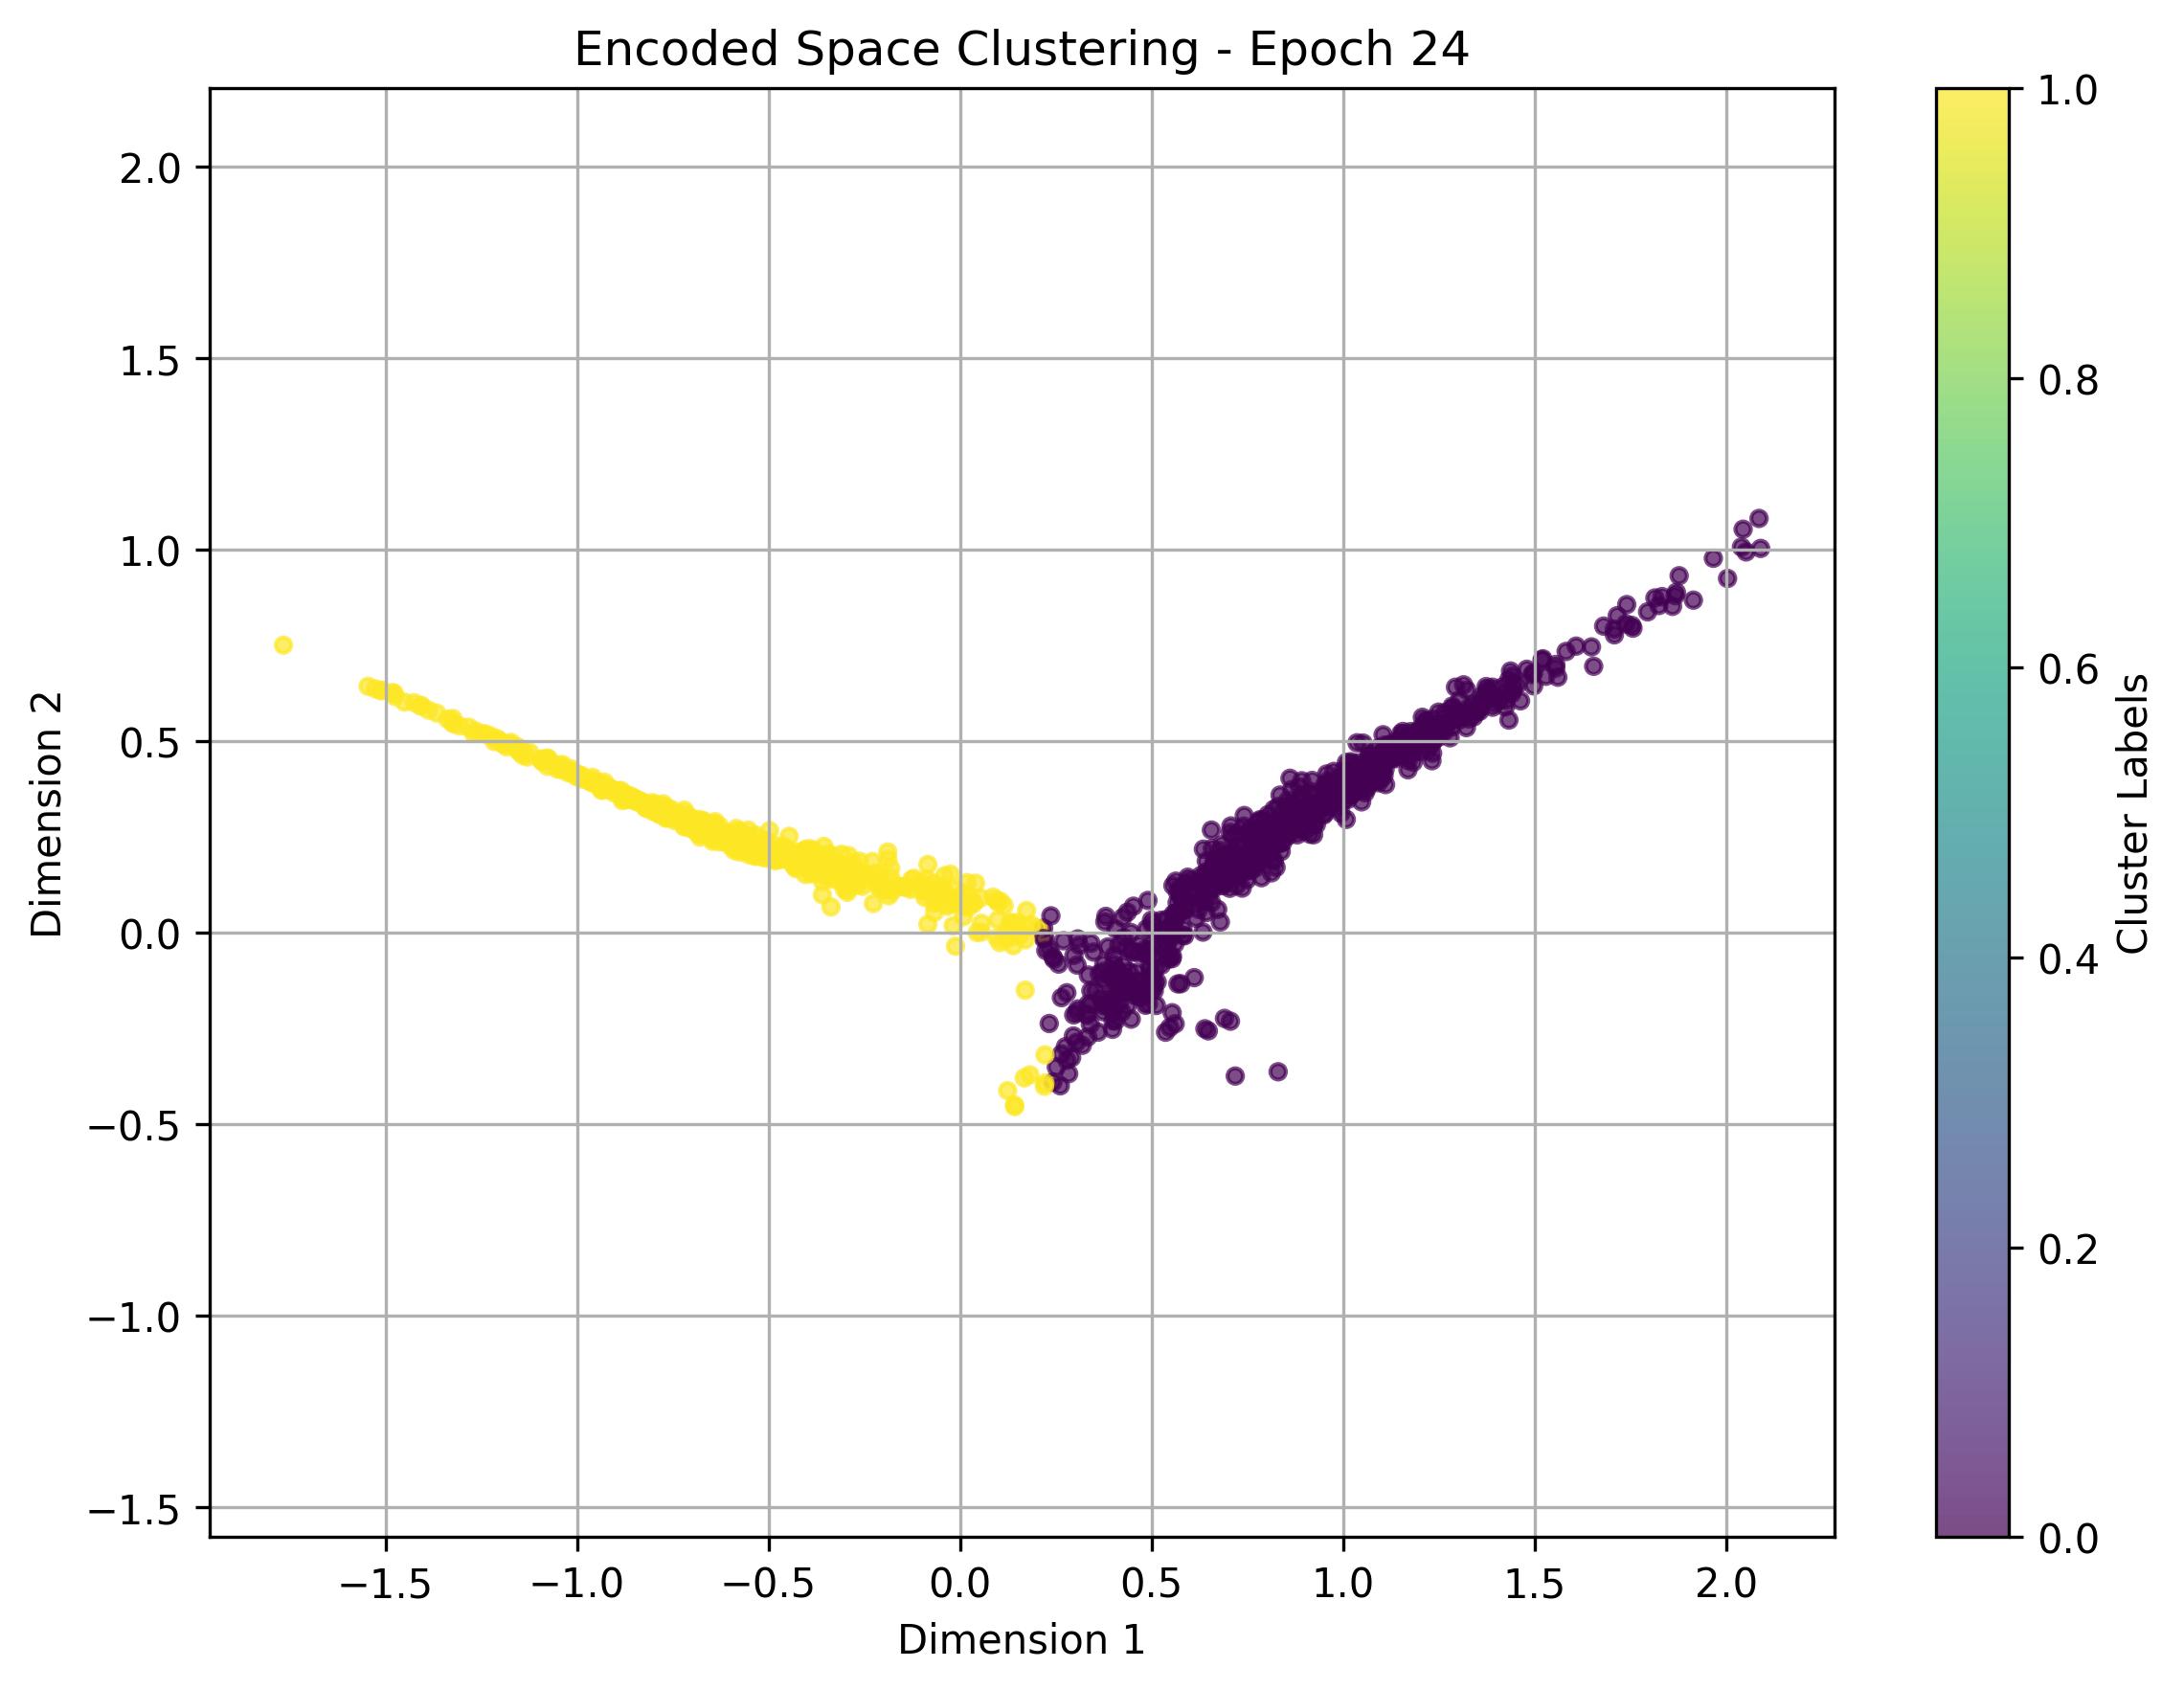 Encoded Space Clustering - Epoch 24
2.0
1.5
1.0
0.5
0.0
−0.5
−1.0
−1.5
Dimension 2
−1.5 −1.0 −0.5 0.0 0.5 1.0 1.5 2.0
Dimension 1
1.0
0.8
0.6
0.4
0.2
0.0
Cluster Labels